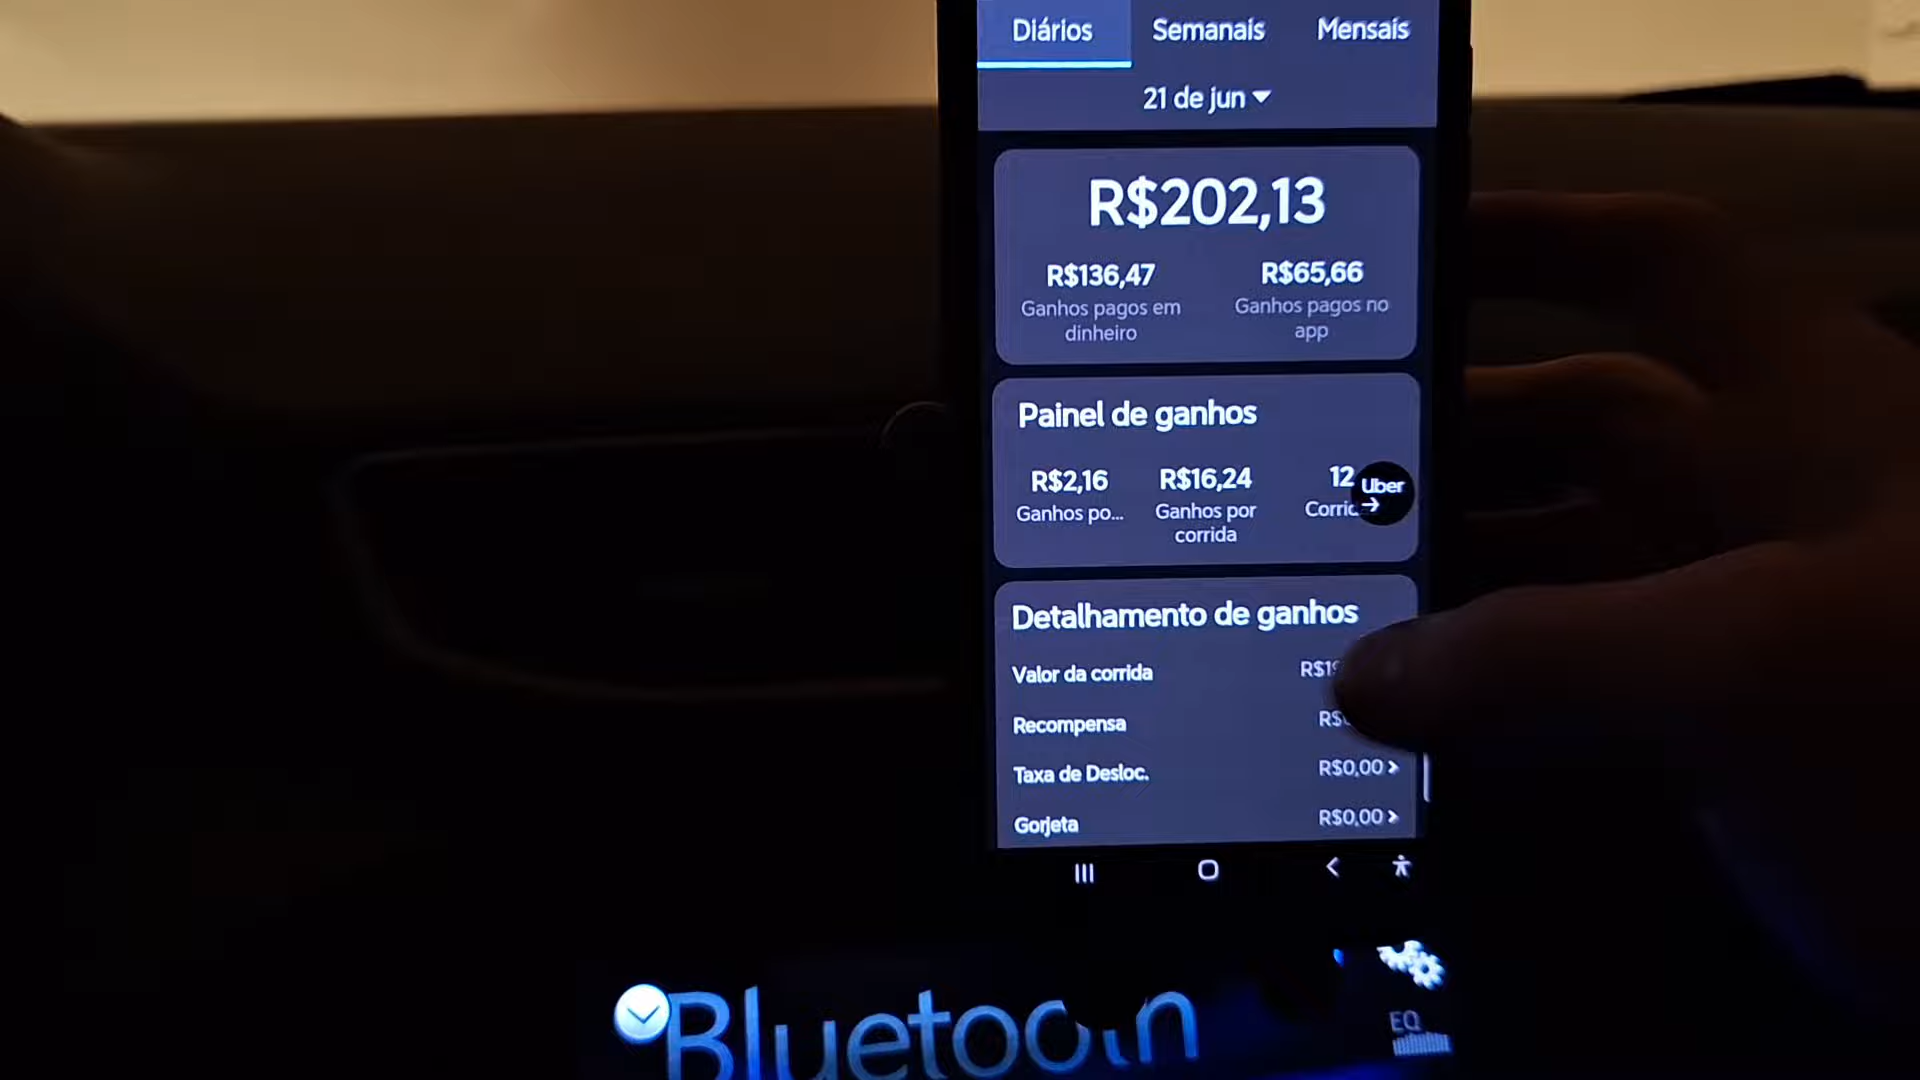 Diários Semanais Mensais
21 de jun
R$202,13
R$136,47 R$65,66
Ganhos pagos em dinheiro
Ganhos pagos no app
Painel de ganhos
R$2,16 R$16,24 12
Ganhos po... Ganhos por corrida
Uber
Detalhamento de ganhos
Valor da corrida
Recompensa
Taxa de Desloc. R$0,00
Gorjeta R$0,00
Bluetooth
EQ